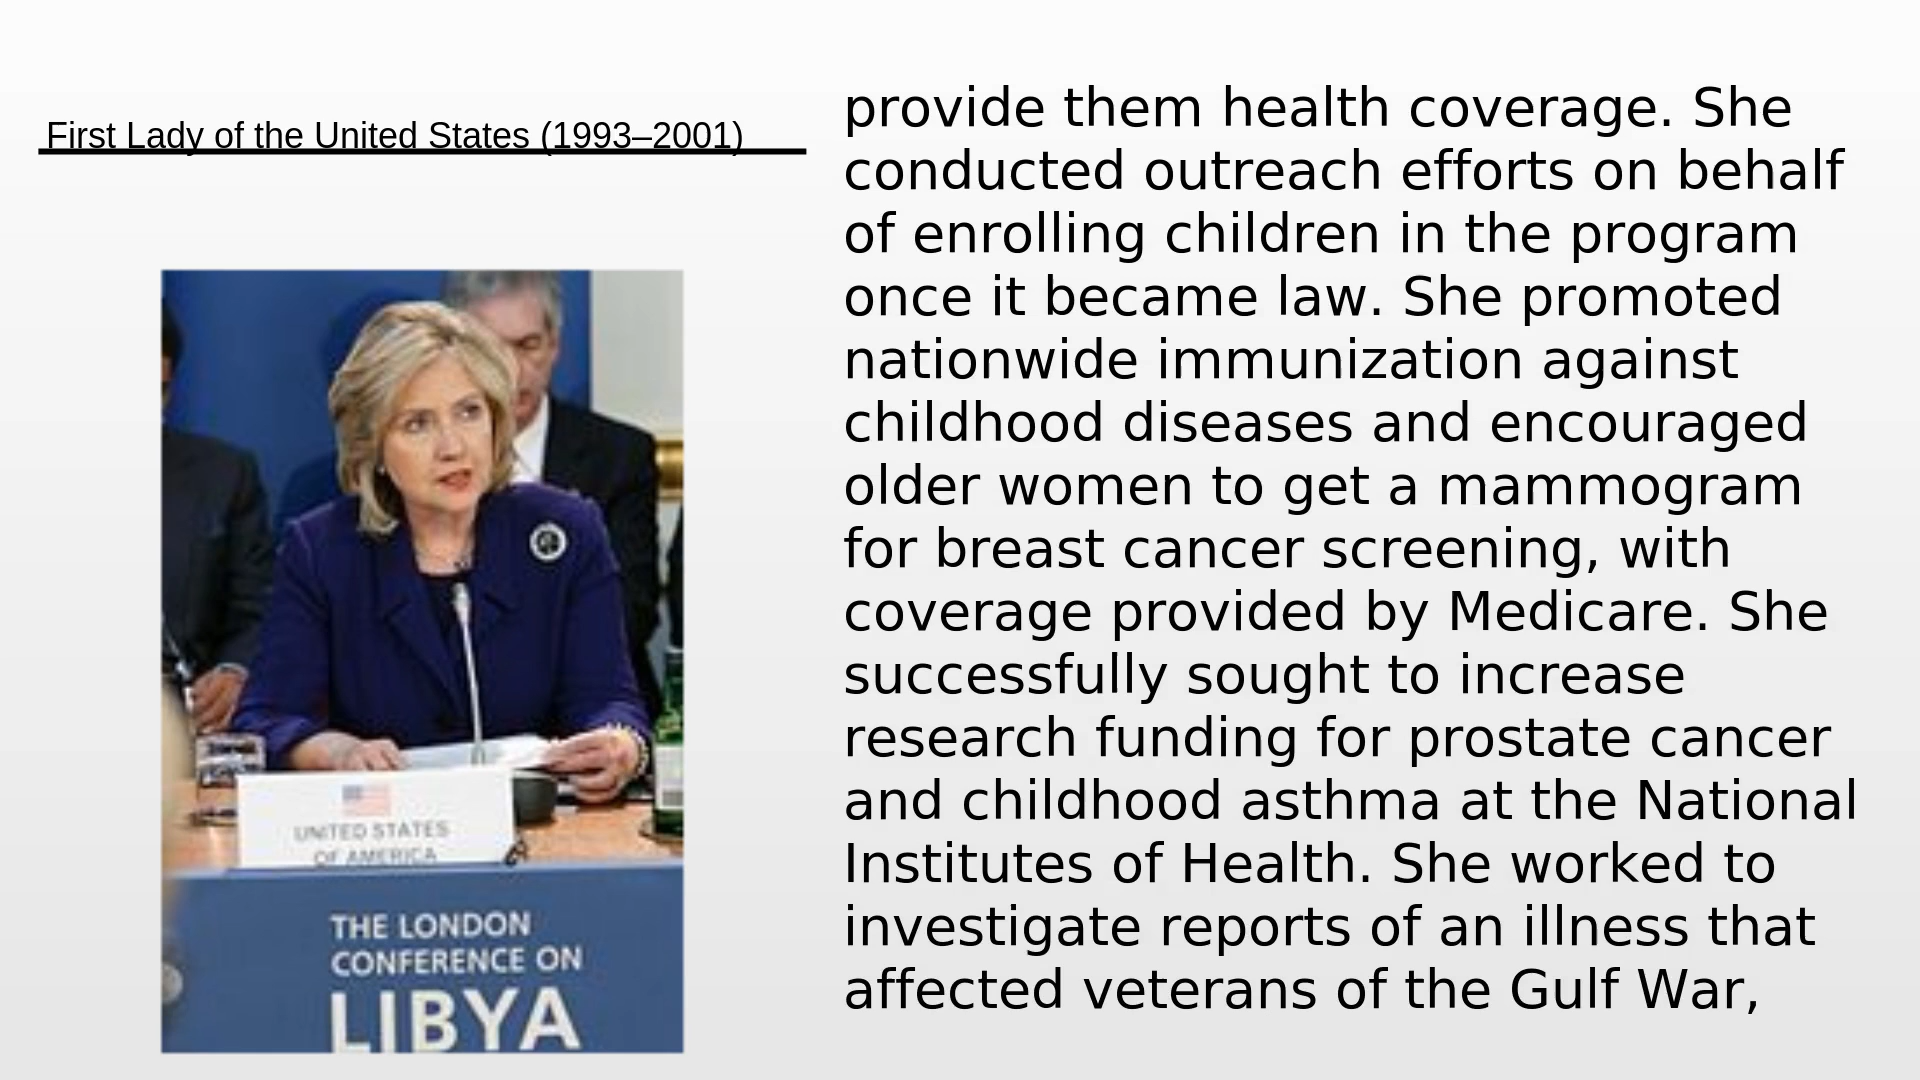 First Lady of the United States (1993–2001)
provide them health coverage. She
conducted outreach efforts on behalf
of enrolling children in the program
once it became law. She promoted
nationwide immunization against
childhood diseases and encouraged
older women to get a mammogram
for breast cancer screening, with
coverage provided by Medicare. She
successfully sought to increase
research funding for prostate cancer
and childhood asthma at the National
Institutes of Health. She worked to
investigate reports of an illness that
affected veterans of the Gulf War,
UNITED STATES
OF AMERICA
THE LONDON
CONFERENCE ON
LIBYA